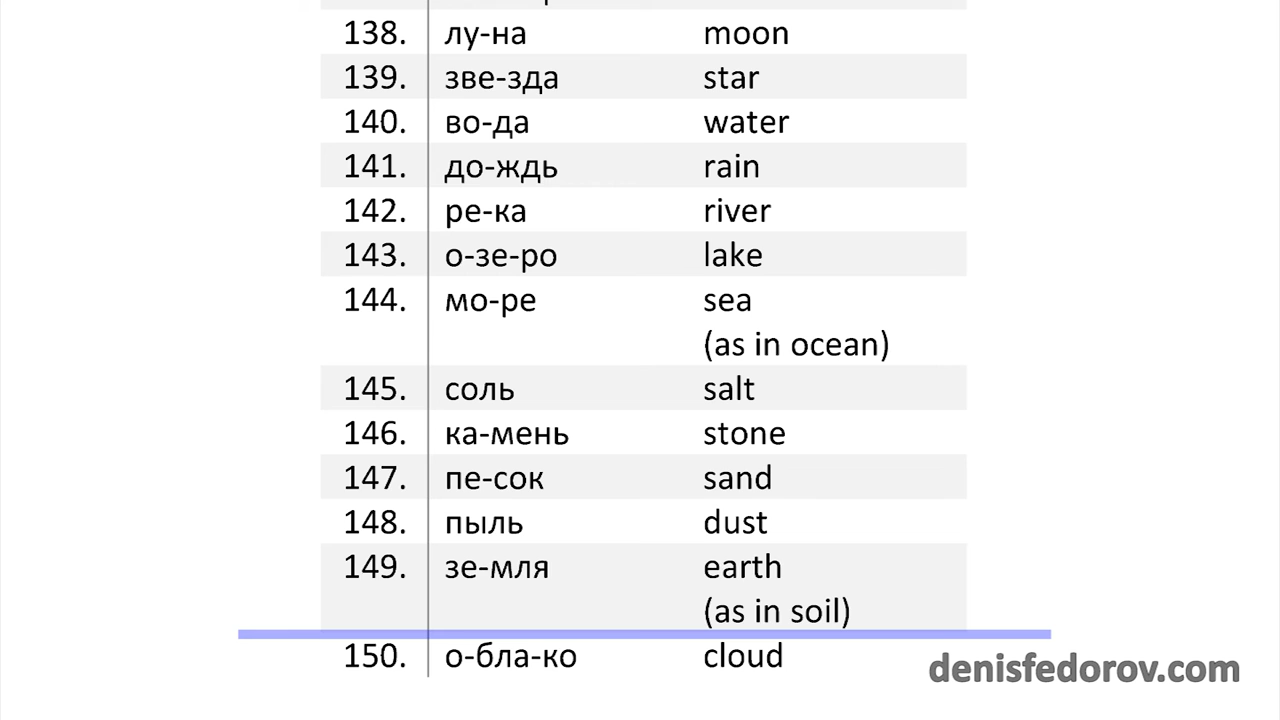 138. лу-на moon
139. зве-зда star
140. во-да water
141. до-ждь rain
142. ре-ка river
143. о-зе-ро lake
144. мо-ре sea
(as in ocean)
145. соль salt
146. ка-мень stone
147. пе-сок sand
148. пыль dust
149. зе-мля earth
(as in soil)
150. о-бла-ко cloud
denisfedorov.com